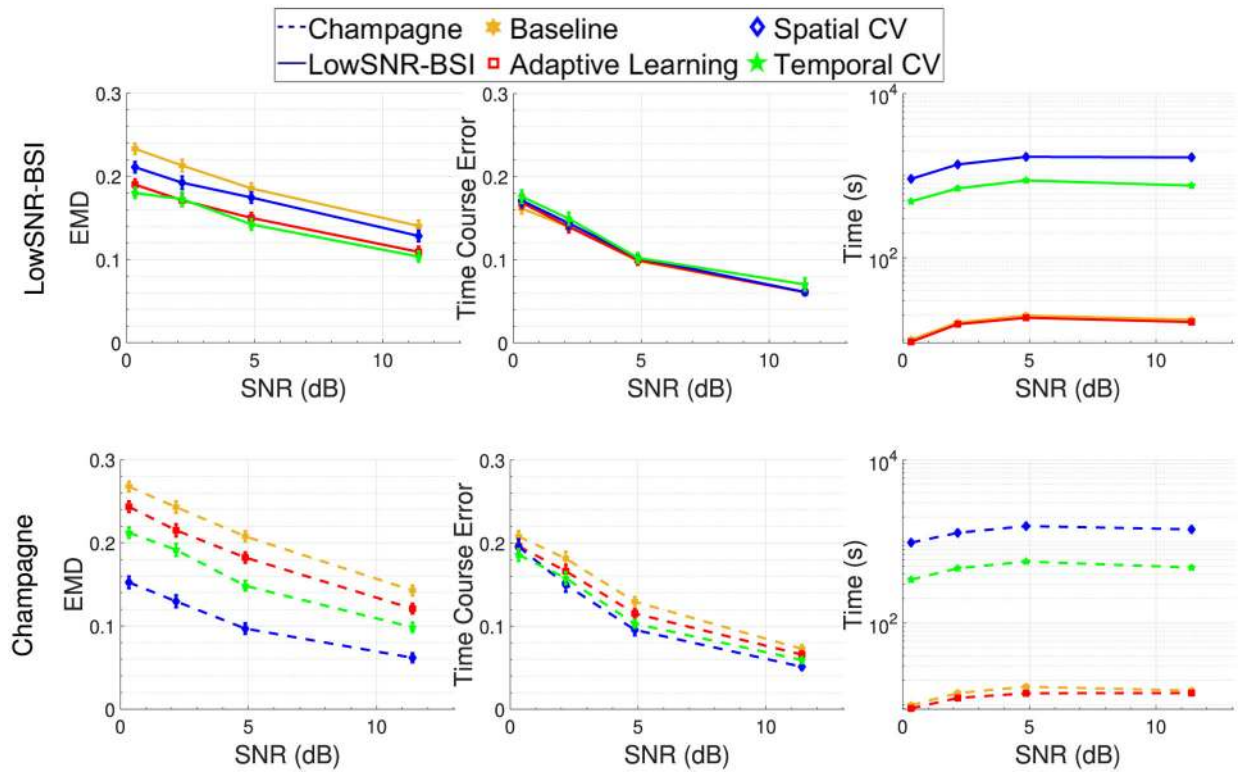 Champagne Baseline Spatial CV
LowSNR-BSI Adaptive Learning Temporal CV
LowSNR-BSI
EMD
0.3
0.2
0.1
0
0 5 10
SNR (dB)
Time Course Error
0.3
0.2
0.1
0
0 5 10
SNR (dB)
Time (s)
10^4
10^2
0 5 10
SNR (dB)
Champagne
EMD
0.3
0.2
0.1
0
0 5 10
SNR (dB)
Time Course Error
0.3
0.2
0.1
0
0 5 10
SNR (dB)
Time (s)
10^4
10^2
0 5 10
SNR (dB)